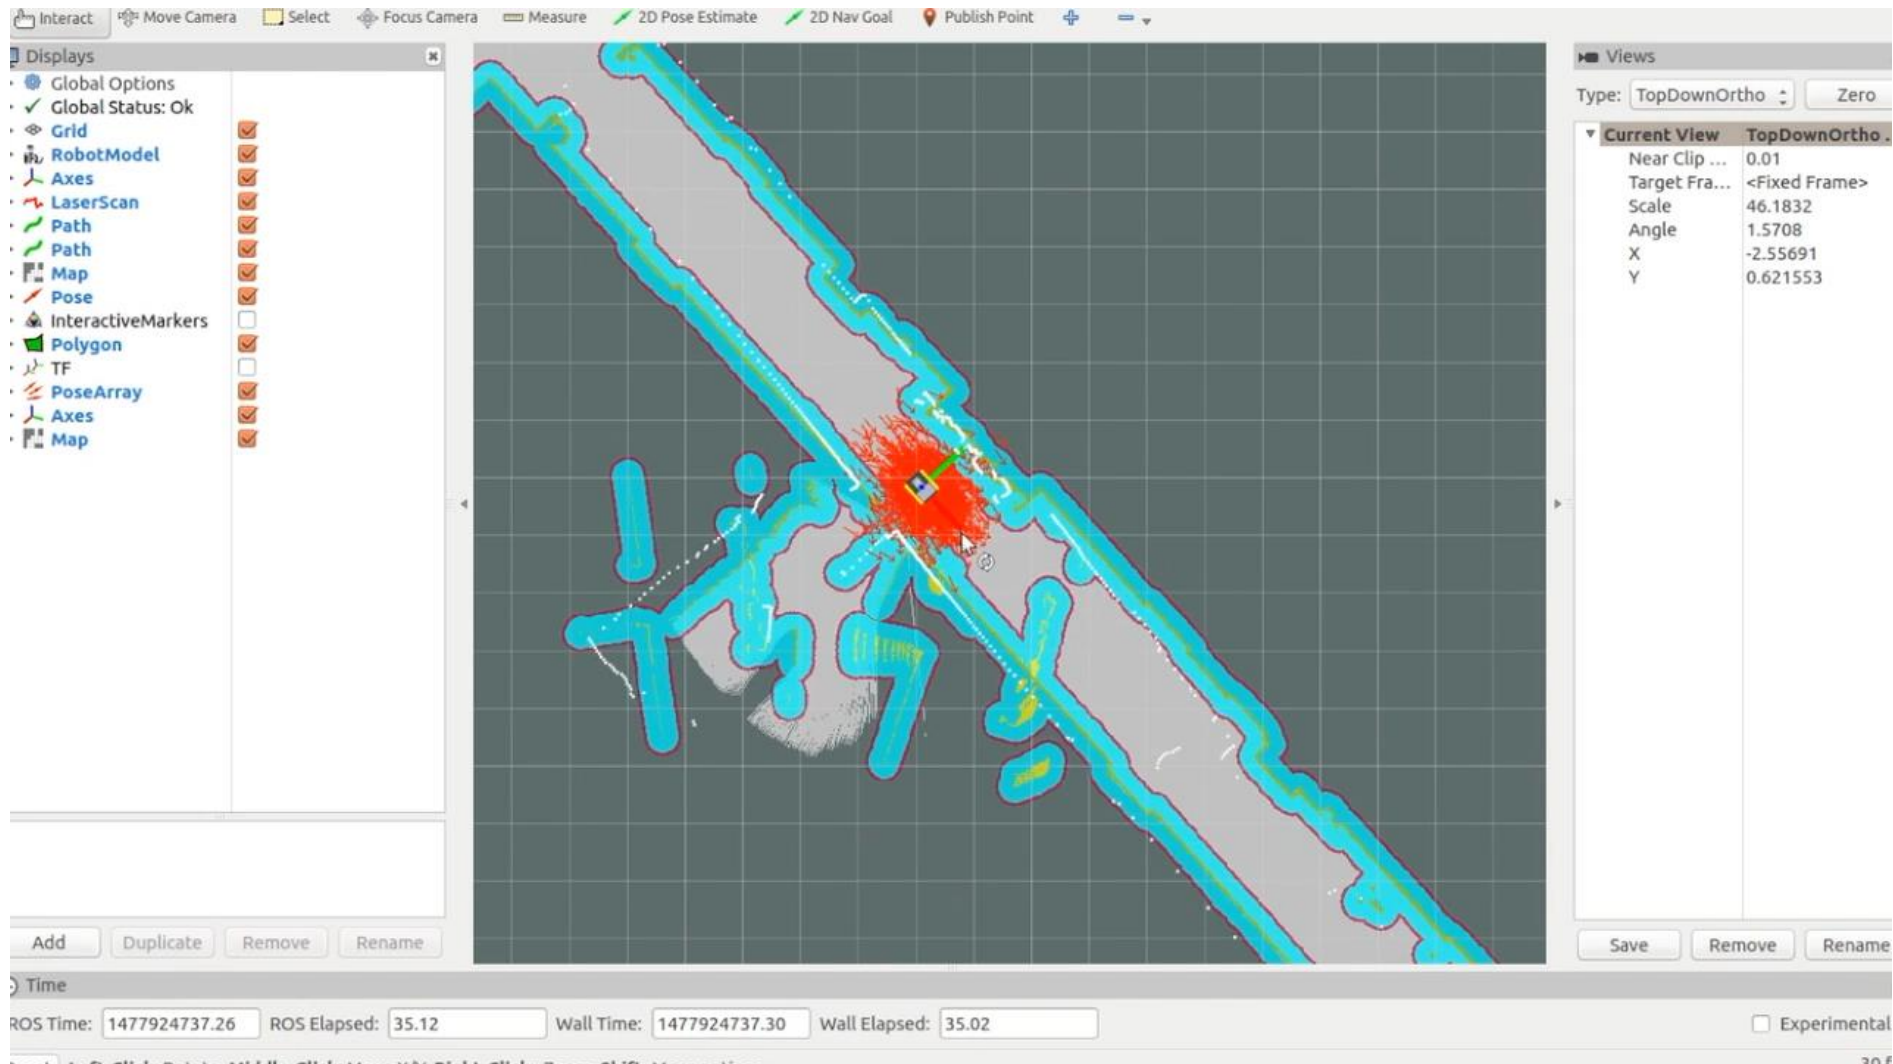 Interact Move Camera Select Focus Camera Measure 2D Pose Estimate 2D Nav Goal Publish Point
Displays
Global Options
Global Status: Ok
Grid
RobotModel
Axes
LaserScan
Path
Path
Map
Pose
InteractiveMarkers
Polygon
TF
PoseArray
Axes
Map
Add Duplicate Remove Rename
Views
Type: TopDownOrtho Zero
Current View TopDownOrtho ...
Near Clip ... 0.01
Target Fra... <Fixed Frame>
Scale 46.1832
Angle 1.5708
X -2.55691
Y 0.621553
Save Remove Rename
Time
ROS Time: 1477924737.26 ROS Elapsed: 35.12 Wall Time: 1477924737.30 Wall Elapsed: 35.02 Experimental